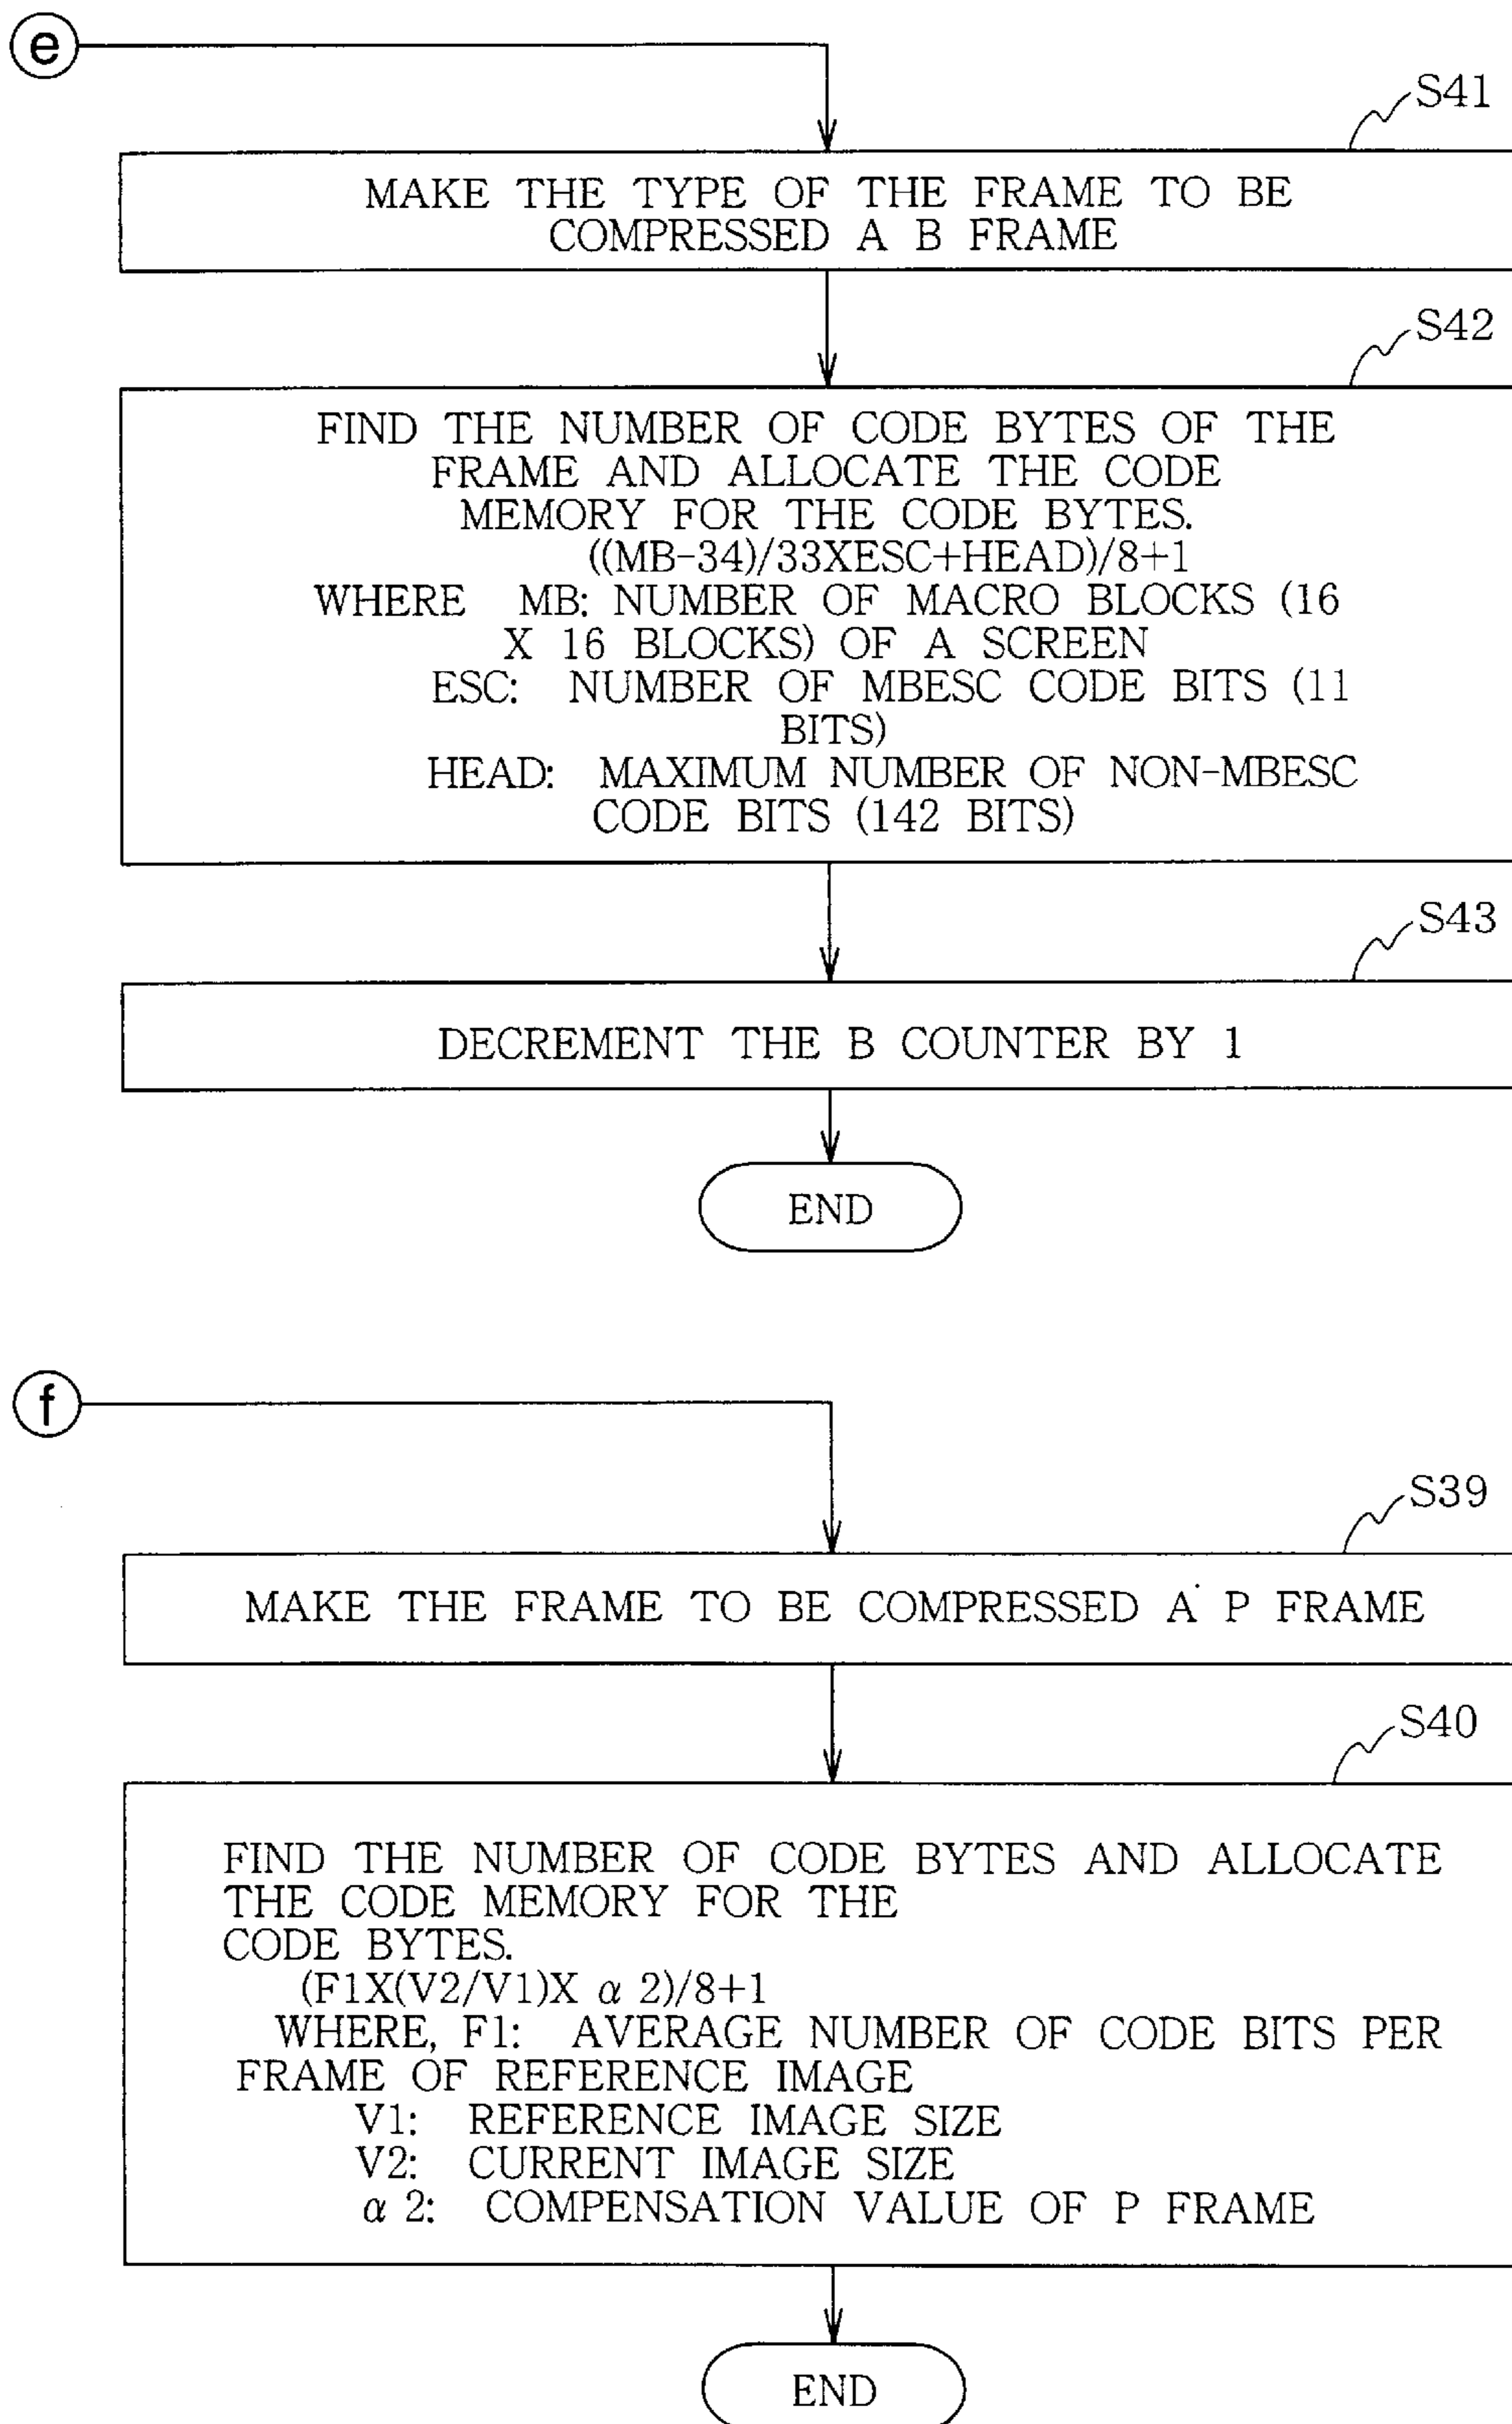 e
S41
MAKE THE TYPE OF THE FRAME TO BE
COMPRESSED A B FRAME
S42
FIND THE NUMBER OF CODE BYTES OF THE
FRAME AND ALLOCATE THE CODE
MEMORY FOR THE CODE BYTES.
((MB-34)/33XESC+HEAD)/8+1
WHERE MB: NUMBER OF MACRO BLOCKS (16
X 16 BLOCKS) OF A SCREEN
ESC: NUMBER OF MBESC CODE BITS (11
BITS)
HEAD: MAXIMUM NUMBER OF NON-MBESC
CODE BITS (142 BITS)
S43
DECREMENT THE B COUNTER BY 1
END
f
S39
MAKE THE FRAME TO BE COMPRESSED A P FRAME
S40
FIND THE NUMBER OF CODE BYTES AND ALLOCATE
THE CODE MEMORY FOR THE
CODE BYTES.
(F1X(V2/V1)X α 2)/8+1
WHERE, F1: AVERAGE NUMBER OF CODE BITS PER
FRAME OF REFERENCE IMAGE
V1: REFERENCE IMAGE SIZE
V2: CURRENT IMAGE SIZE
α 2: COMPENSATION VALUE OF P FRAME
END